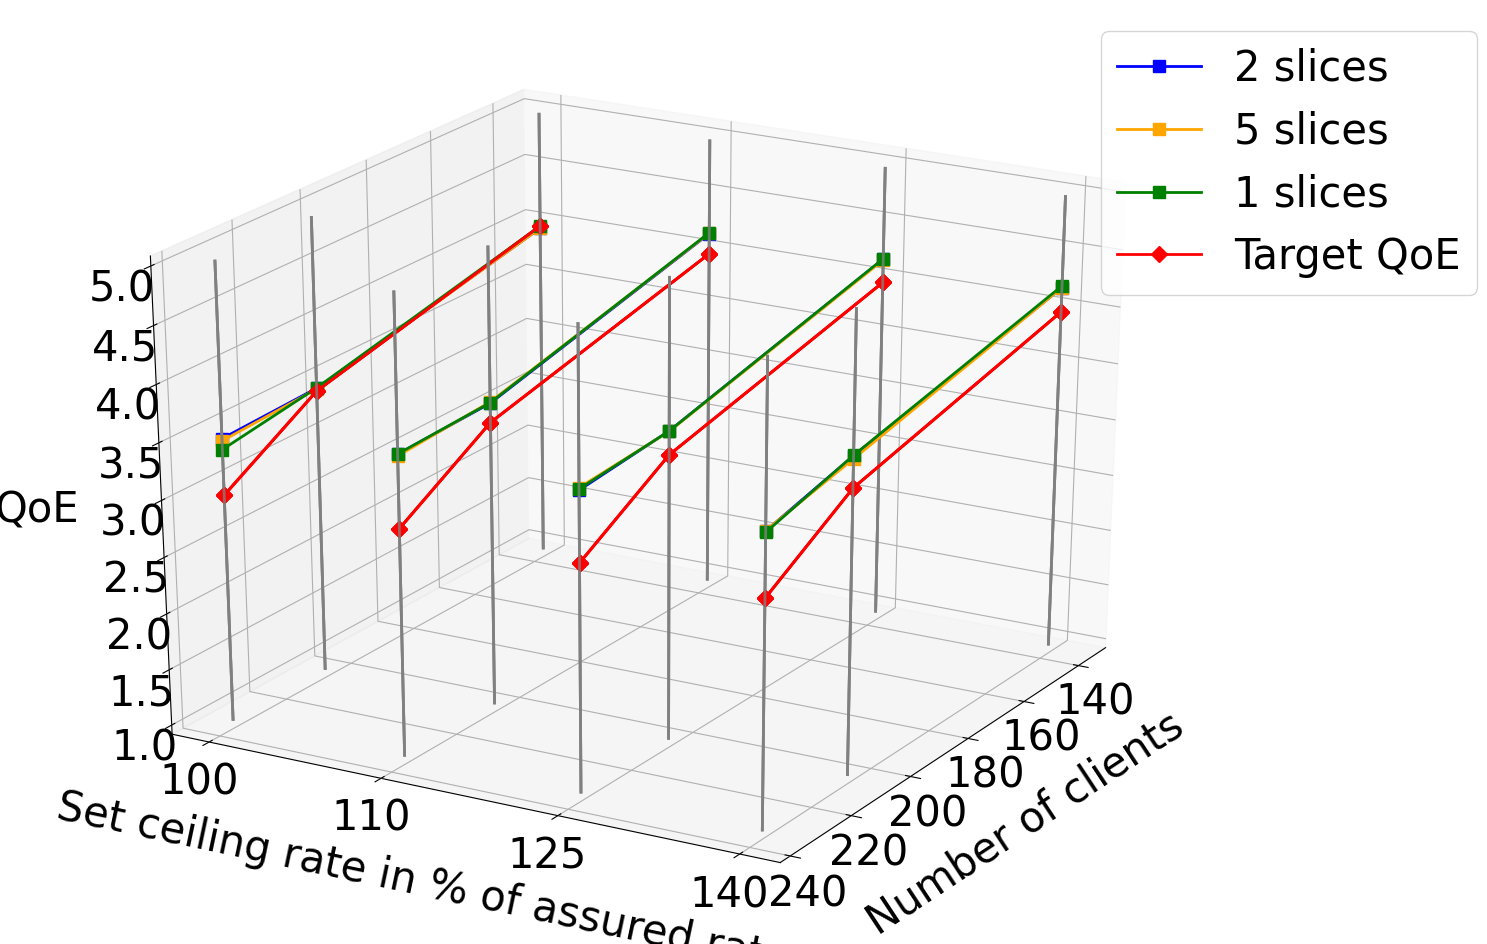 2 slices
5 slices
1 slices
Target QoE
5.0
4.5
4.0
3.5
3.0
2.5
2.0
1.5
1.0
QoE
100
110
125
140
Set ceiling rate in % of assured
240
220
200
180
160
140
Number of clients